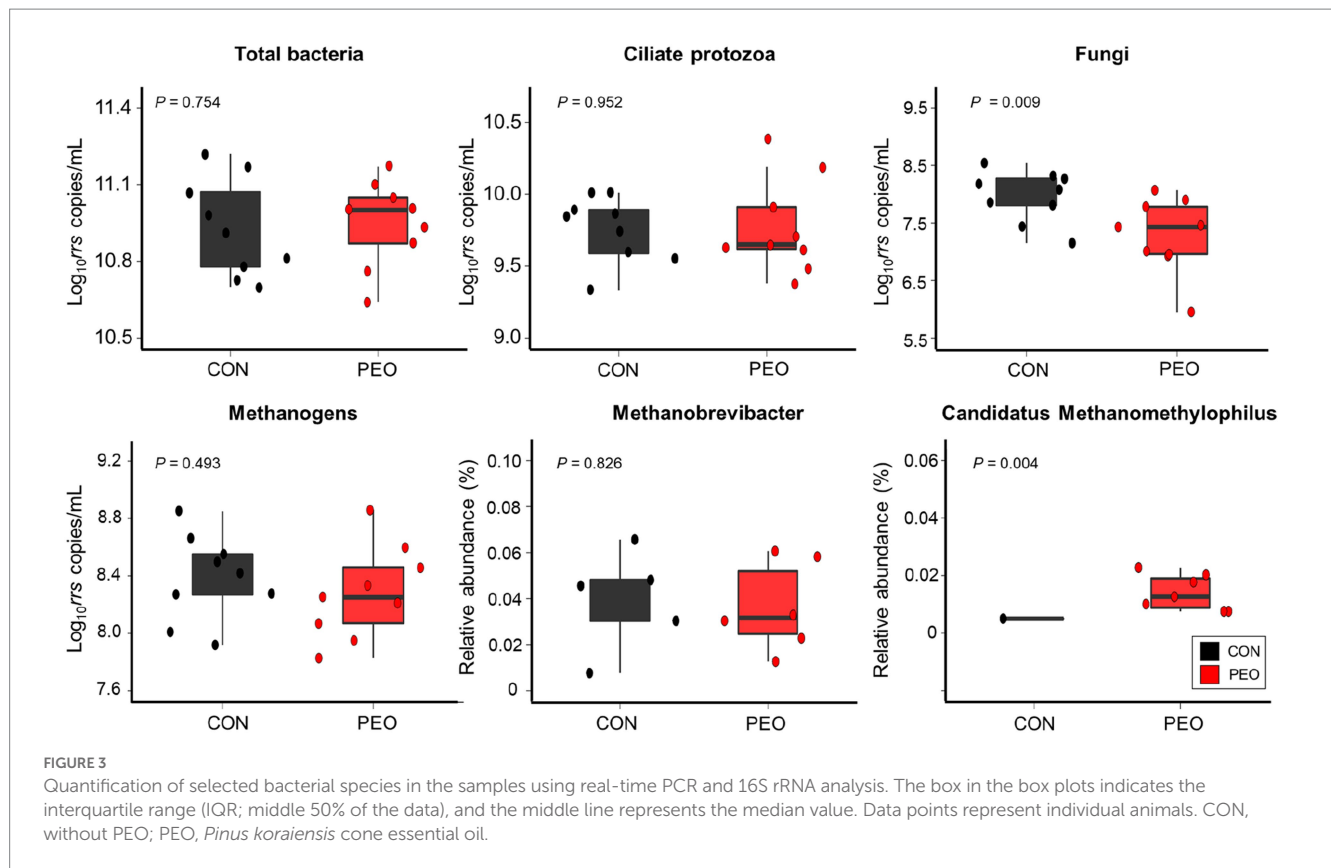 Total bacteria
P = 0.754
Log10rrs copies/mL
11.4
11.1
10.8
10.5
CON PEO
Ciliate protozoa
P = 0.952
Log10rrs copies/mL
10.5
10.0
9.5
9.0
CON PEO
Fungi
P = 0.009
Log10rrs copies/mL
9.5
8.5
7.5
6.5
5.5
CON PEO
Methanogens
P = 0.493
Log10rrs copies/mL
9.2
8.8
8.4
8.0
7.6
CON PEO
Methanobrevibacter
P = 0.826
Relative abundance (%)
0.10
0.08
0.06
0.04
0.02
0
CON PEO
Candidatus Methanomethylophilus
P = 0.004
Relative abundance (%)
0.06
0.04
0.02
0
CON PEO
CON
PEO
FIGURE 3
Quantification of selected bacterial species in the samples using real-time PCR and 16S rRNA analysis. The box in the box plots indicates the
interquartile range (IQR; middle 50% of the data), and the middle line represents the median value. Data points represent individual animals. CON,
without PEO; PEO, Pinus koraiensis cone essential oil.